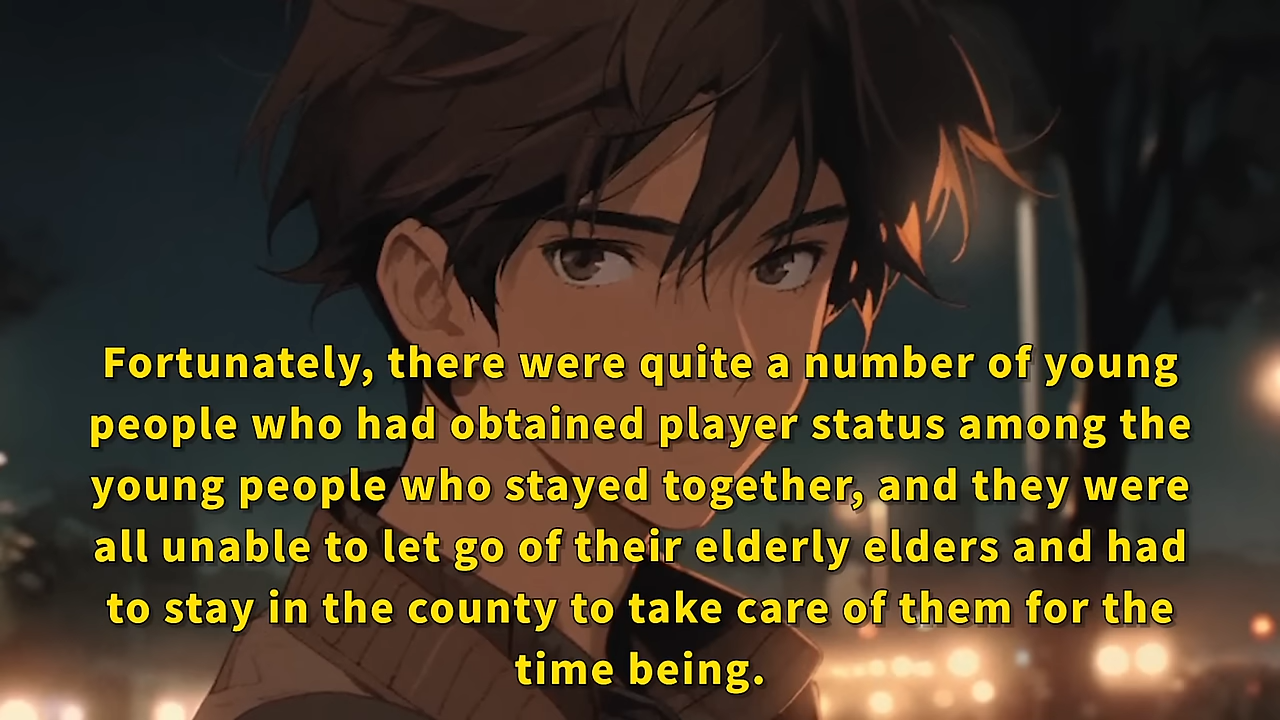 Fortunately, there were quite a number of young
people who had obtained player status among the
young people who stayed together, and they were
all unable to let go of their elderly elders and had
to stay in the county to take care of them for the
time being.